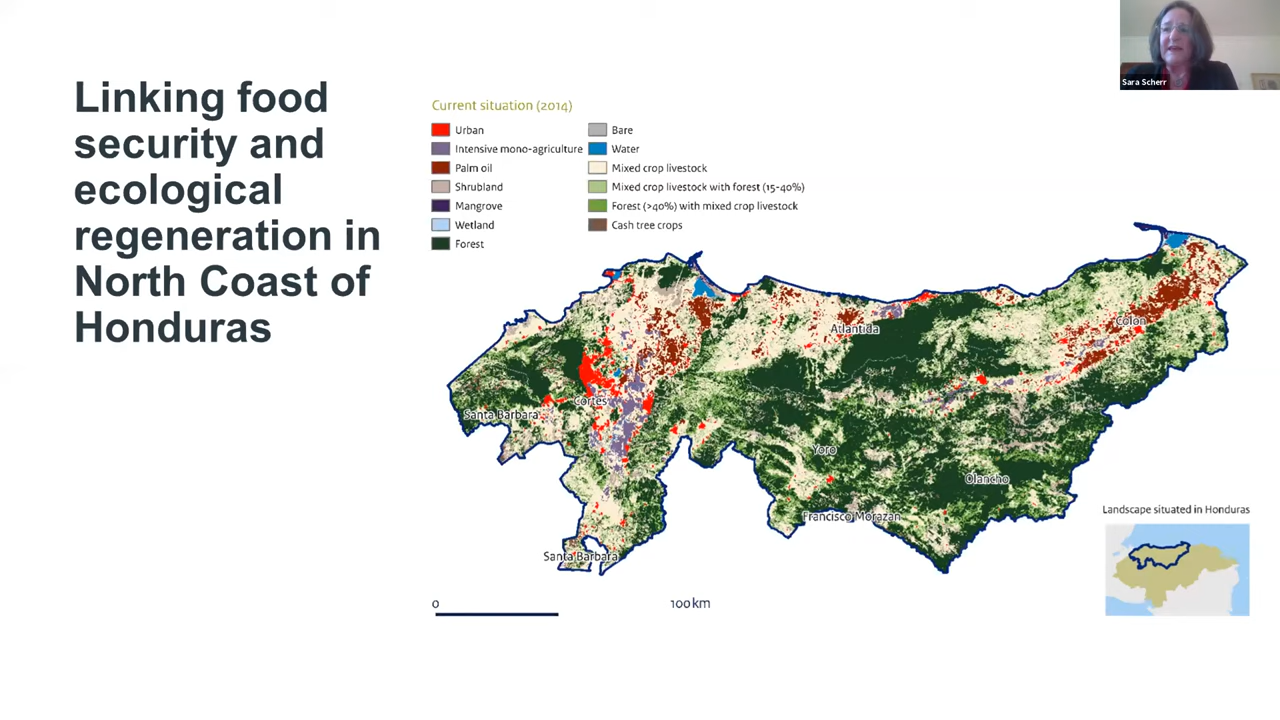 Sara Scherr
Linking food
security and
ecological
regeneration in
North Coast of
Honduras
Current situation (2014)
Urban
Intensive mono-agriculture
Palm oil
Shrubland
Mangrove
Wetland
Forest
Bare
Water
Mixed crop livestock
Mixed crop livestock with forest (15-40%)
Forest (>40%) with mixed crop livestock
Cash tree crops
Atlantida
Colon
Cortes
Santa Barbara
Yoro
Olancho
Francisco Morazan
Santa Barbara
Landscape situated in Honduras
0 100 km